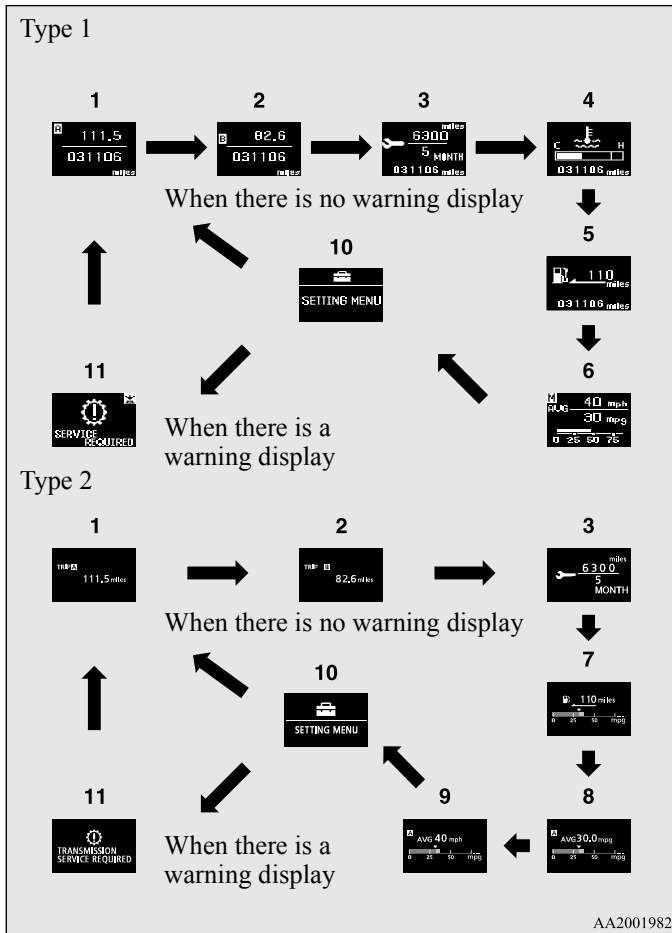 Type 1
1
2
3
4
A 111.5
031106
miles
B 82.6
031106
miles
miles
6300
5 MONTH
031106 miles
C H
031106 miles
When there is no warning display
5
110 miles
031106 miles
10
SETTING MENU
6
M
AVG 40 mph
30 mpg
0 25 50 75
11
SERVICE
REQUIRED
When there is a
warning display
Type 2
1
2
3
TRIP A
111.5 miles
TRIP B
82.6 miles
miles
6300
5
MONTH
When there is no warning display
7
110 miles
0 25 50 mpg
10
SETTING MENU
11
TRANSMISSION
SERVICE REQUIRED
9
A AVG 40 mph
0 25 50 mpg
8
A AVG 30.0 mpg
0 25 50 mpg
When there is a
warning display
AA2001982